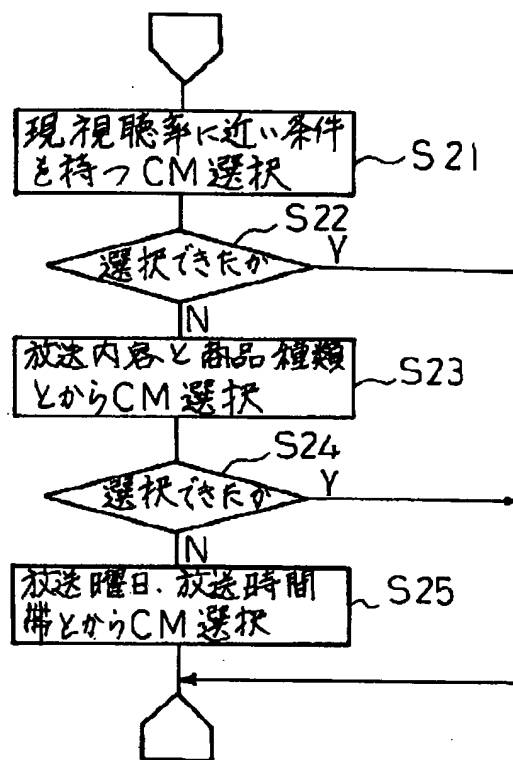 現視聴率に近い条件
を持つCM選択
S21
S22
選択できたか
Y
N
放送内容と商品種類
とからCM選択
S23
S24
選択できたか
Y
N
放送曜日、放送時間
帯とからCM選択
S25